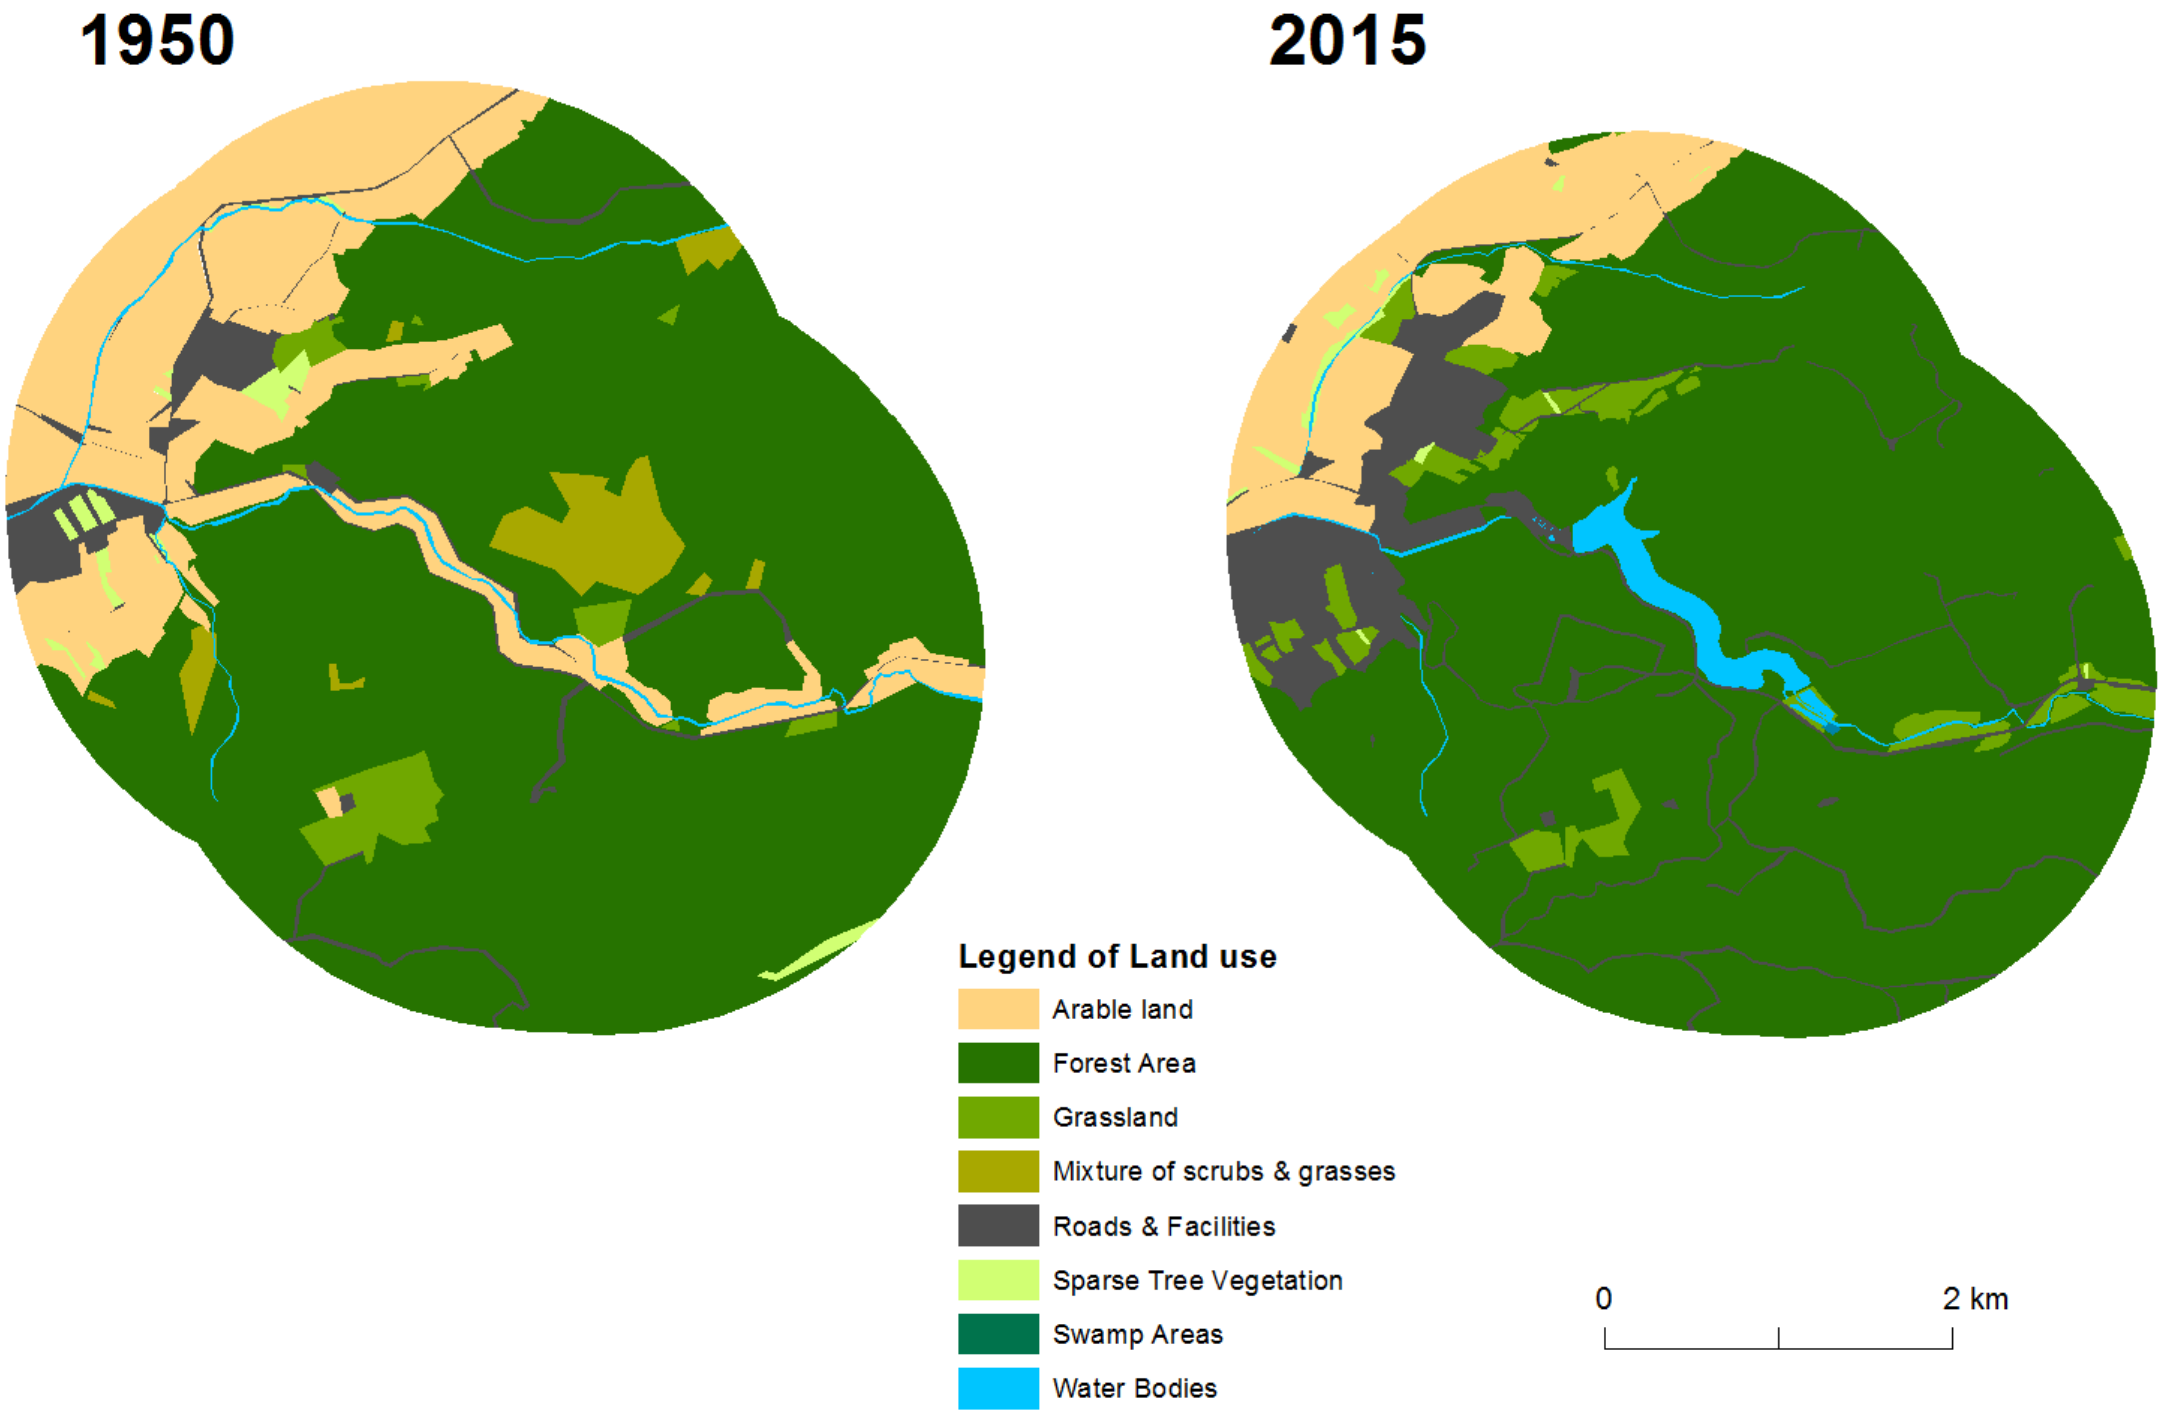 1950
2015
Legend of Land use
Arable land
Forest Area
Grassland
Mixture of scrubs & grasses
Roads & Facilities
Sparse Tree Vegetation
Swamp Areas
Water Bodies
0 2 km